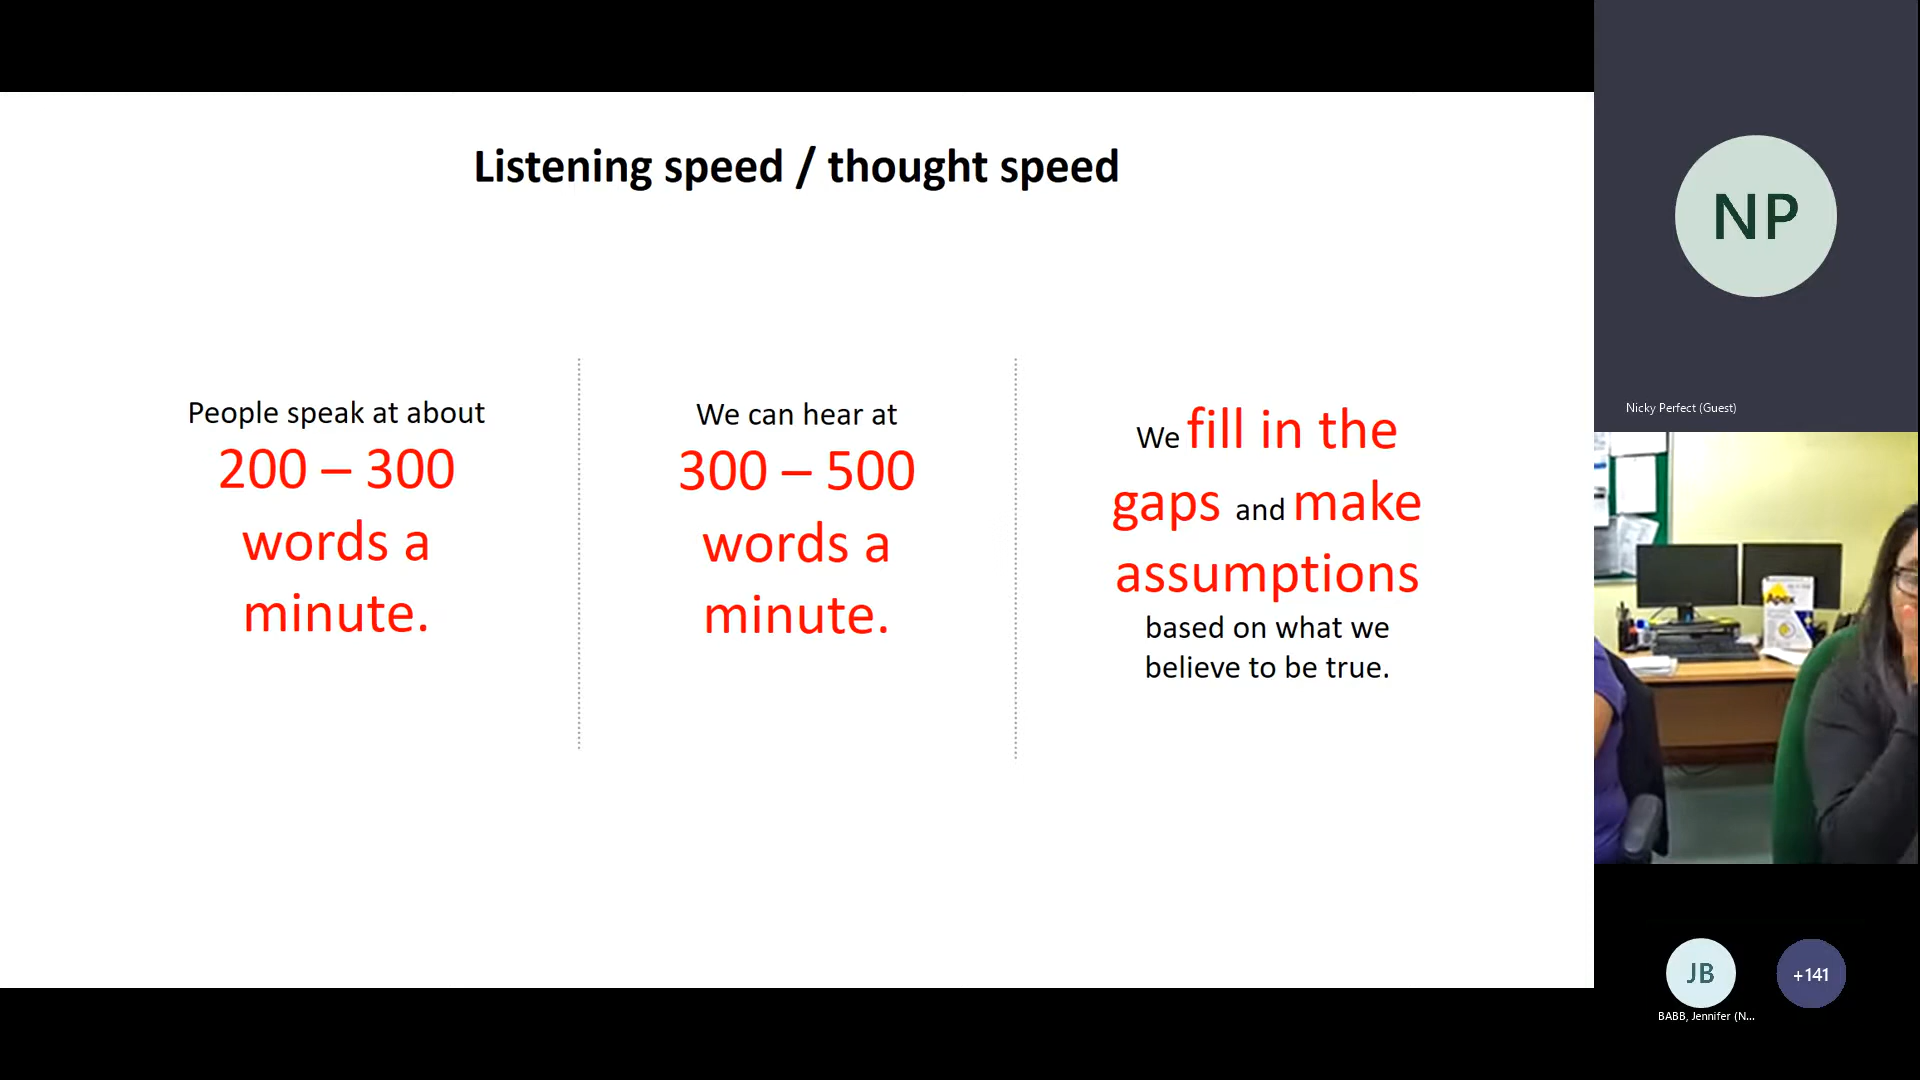 Listening speed / thought speed
People speak at about
200 – 300
words a
minute.
We can hear at
300 – 500
words a
minute.
We fill in the
gaps and make
assumptions
based on what we
believe to be true.
NP
Nicky Perfect (Guest)
Apex
JB
+141
BABB, Jennifer (N...